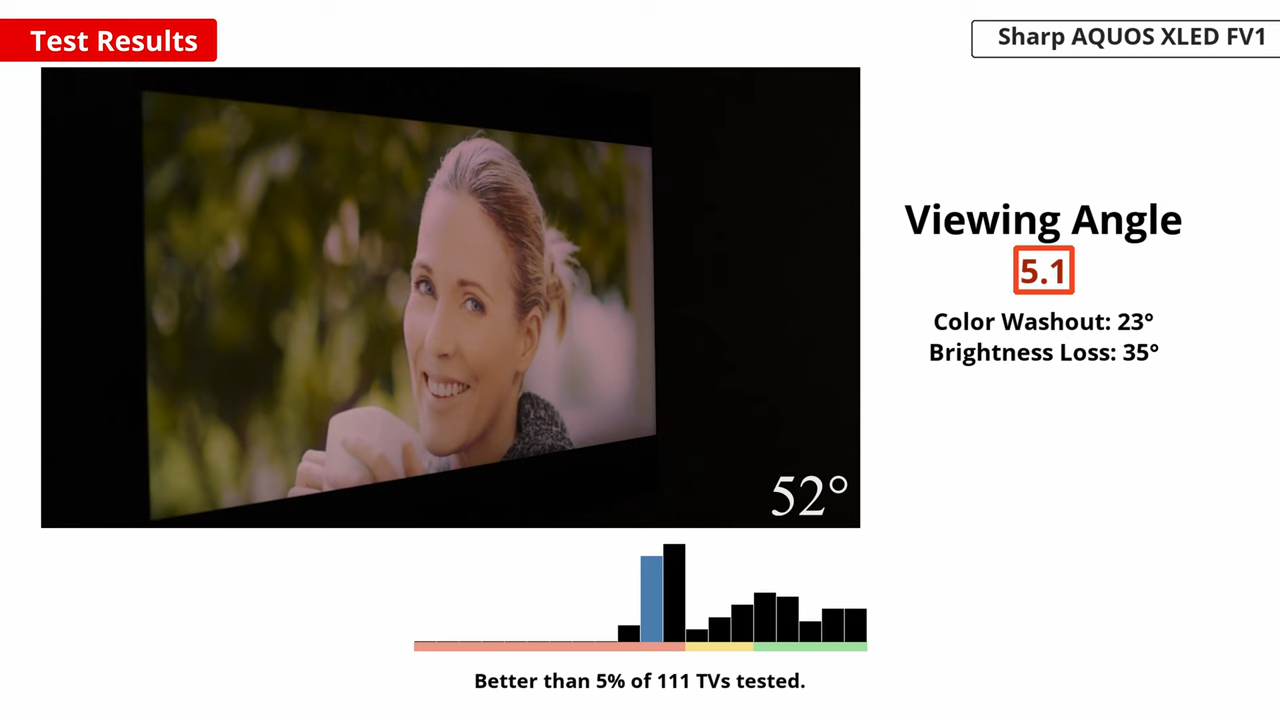 Test Results
Sharp AQUOS XLED FV1
Viewing Angle
5.1
Color Washout: 23°
Brightness Loss: 35°
52°
Better than 5% of 111 TVs tested.